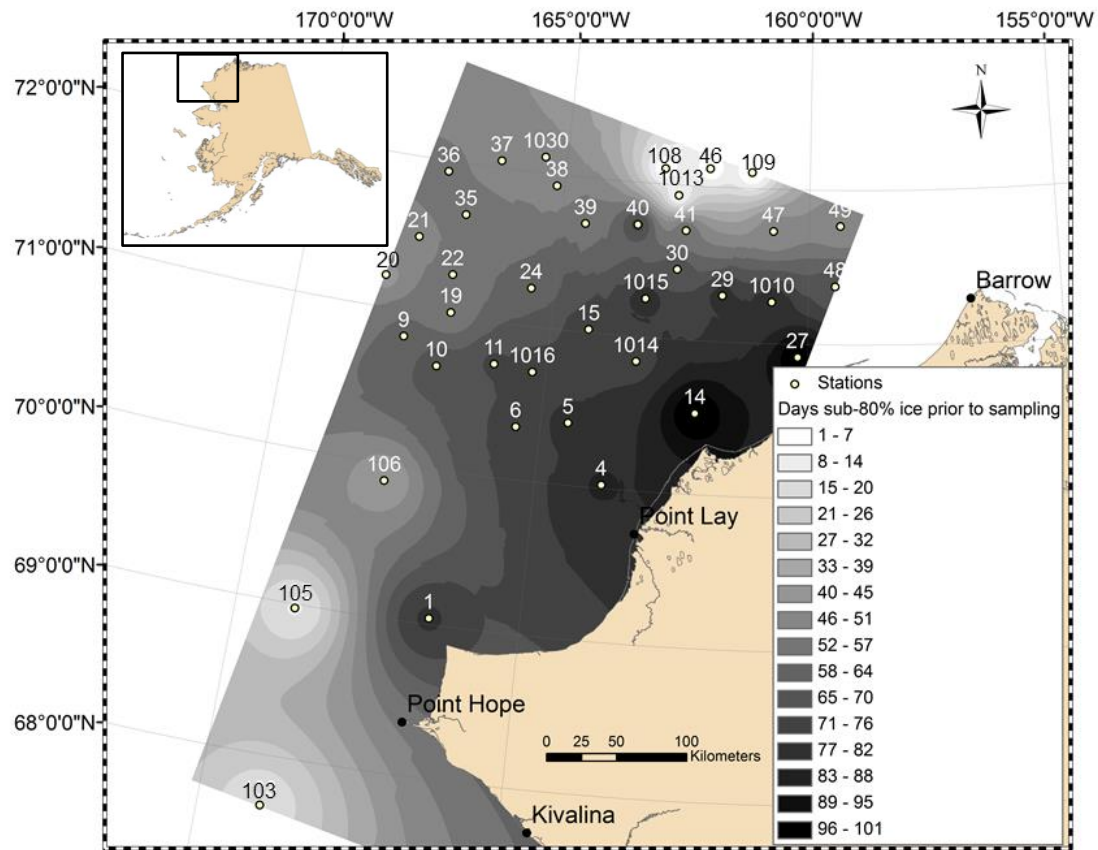 170°0'0"W 165°0'0"W 160°0'0"W 155°0'0"W
72°0'0"N
71°0'0"N
70°0'0"N
69°0'0"N
68°0'0"N
N
36
37
1030
38
108
46
109
1013
35
21
39
40
41
47
49
20
22
24
30
1015
29
1010
48
Barrow
19
9
10
11
1016
15
1014
27
6
5
14
106
4
Point Lay
105
1
Point Hope
103
Kivalina
0 25 50 100
Kilometers
Stations
Days sub-80% ice prior to sampling
1 - 7
8 - 14
15 - 20
21 - 26
27 - 32
33 - 39
40 - 45
46 - 51
52 - 57
58 - 64
65 - 70
71 - 76
77 - 82
83 - 88
89 - 95
96 - 101